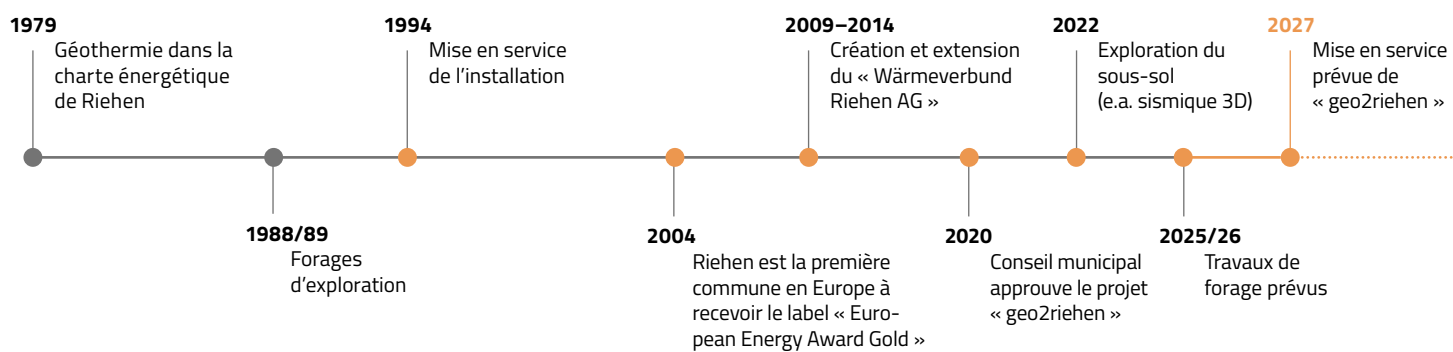 1979
Géothermie dans la
charte énergétique
de Riehen
1988/89
Forages
d’exploration
1994
Mise en service
de l’installation
2004
Riehen est la première
commune en Europe à
recevoir le label « Euro-
pean Energy Award Gold »
2009–2014
Création et extension
du « Wärmeverbund
Riehen AG »
2020
Conseil municipal
approuve le projet
« geo2riehen »
2022
Exploration du
sous-sol
(e.a. sismique 3D)
2025/26
Travaux de
forage prévus
2027
Mise en service
prévue de
« geo2riehen »